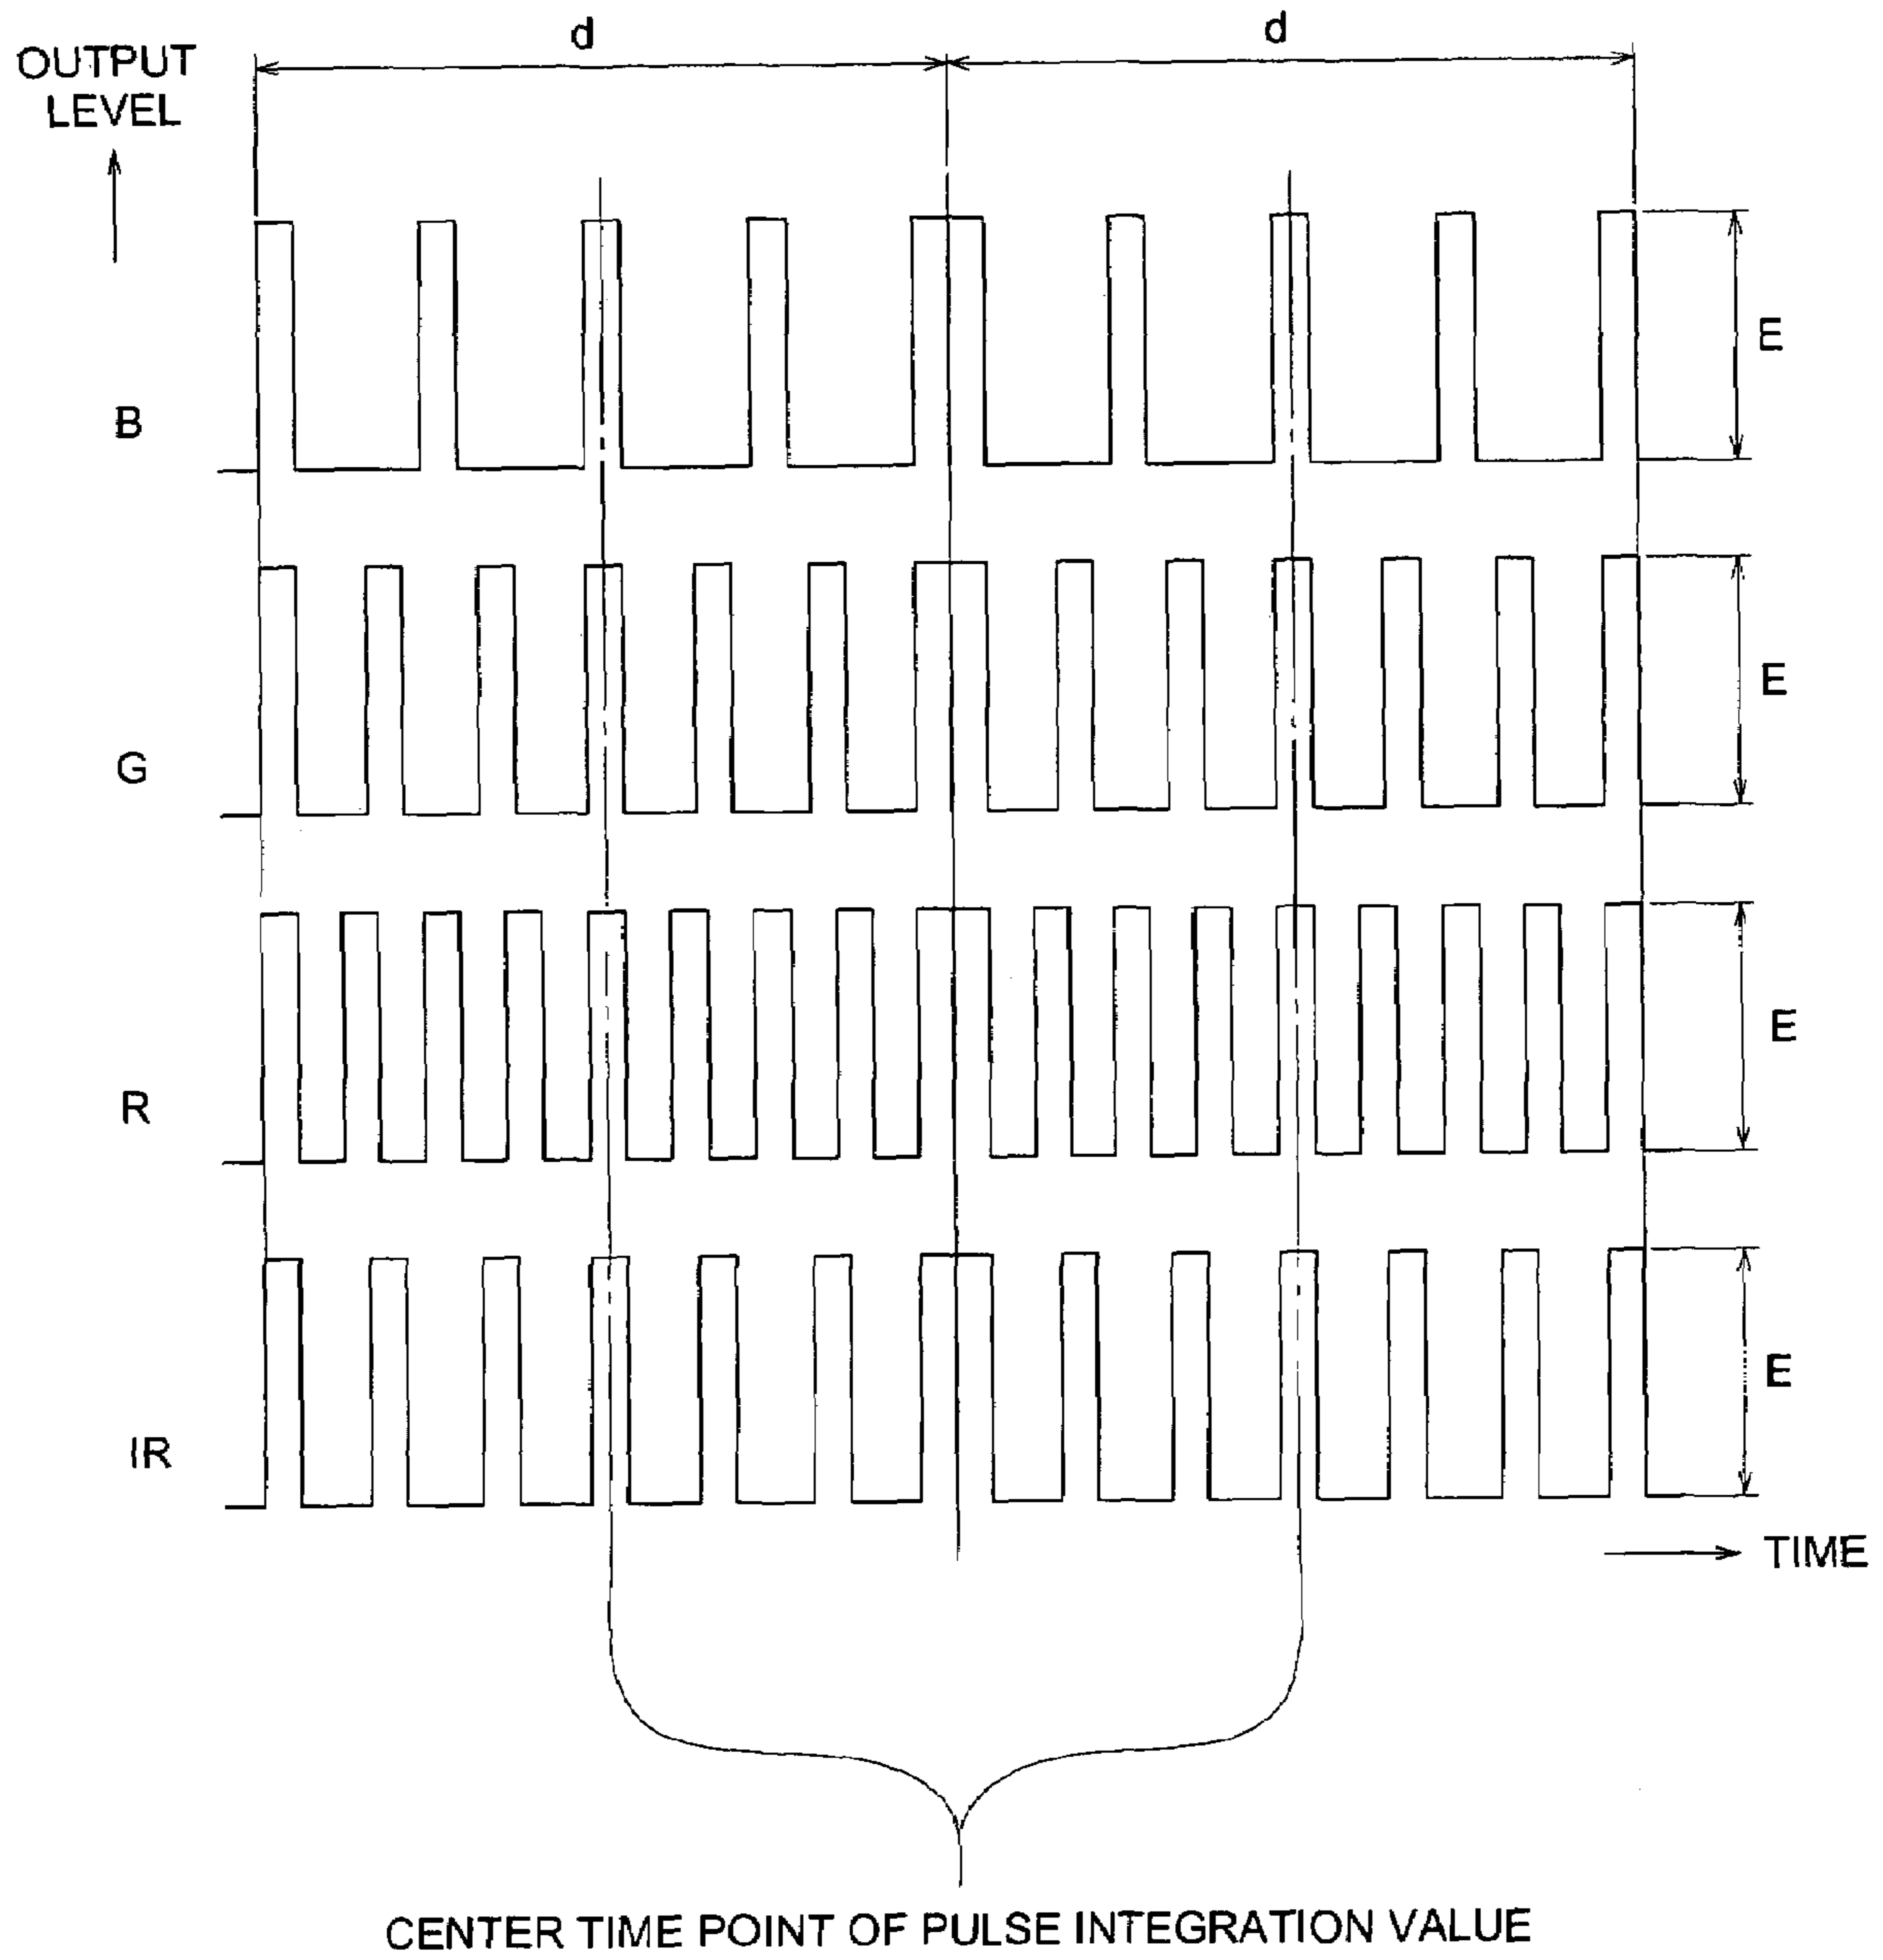 d
d
OUTPUT
LEVEL
E
B
E
G
E
R
E
IR
TIME
CENTER TIME POINT OF PULSE INTEGRATION VALUE